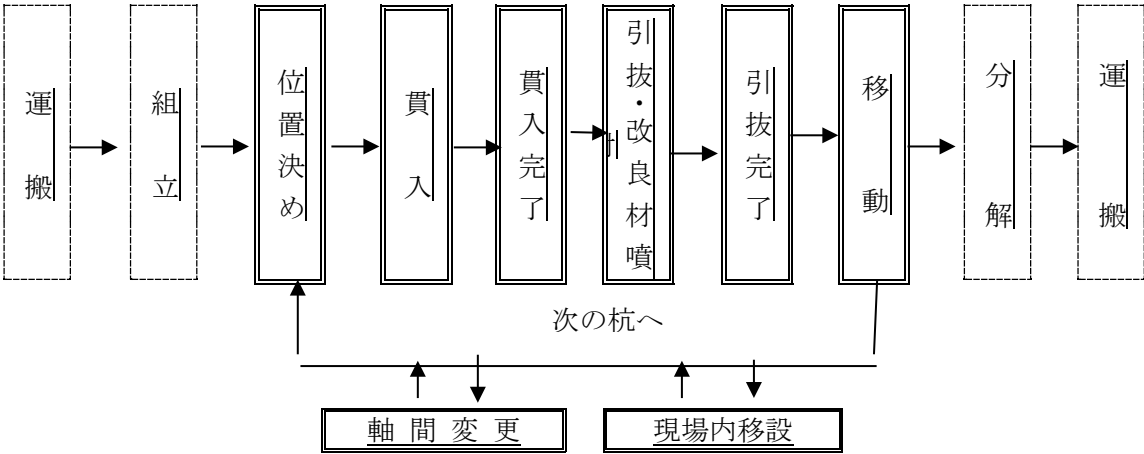 運搬
組立
位置決め
貫入
貫入完了
引抜・改良材噴
引抜完了
移動
分解
運搬
次の杭へ
軸間変更
現場内移設